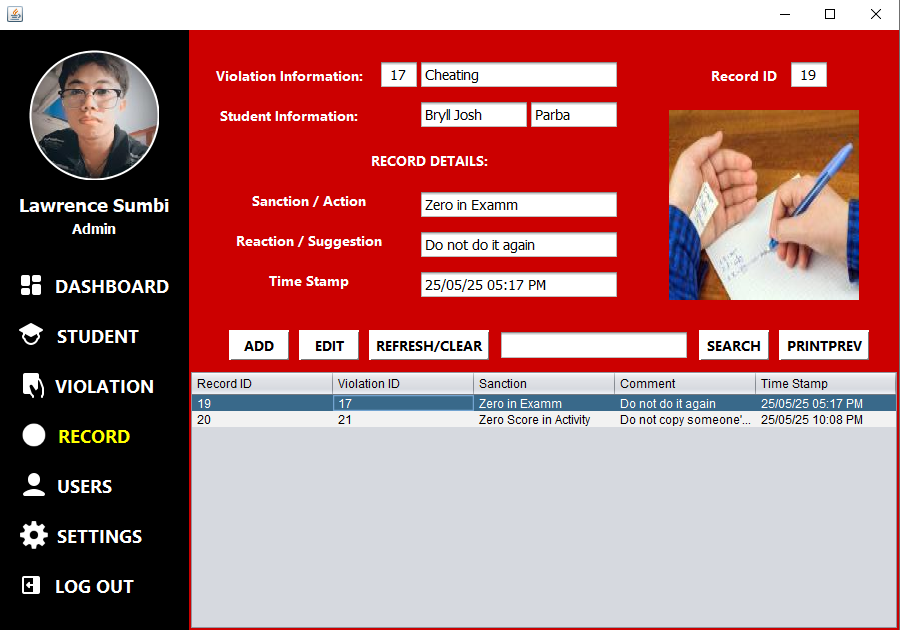 Violation Information: 17 Cheating Record ID 19
Student Information: Bryll Josh Parba
RECORD DETAILS:
Sanction / Action Zero in Examm
Reaction / Suggestion Do not do it again
Time Stamp 25/05/25 05:17 PM
Lawrence Sumbi
Admin
DASHBOARD
STUDENT
VIOLATION
RECORD
USERS
SETTINGS
LOG OUT
ADD EDIT REFRESH/CLEAR SEARCH PRINTPREV
Record ID Violation ID Sanction Comment Time Stamp
19 17 Zero in Examm Do not do it again 25/05/25 05:17 PM
20 21 Zero Score in Activity Do not copy someone'... 25/05/25 10:08 PM